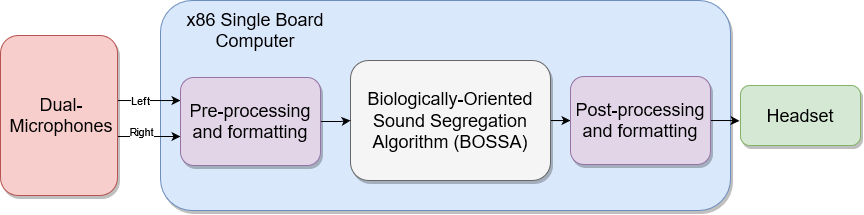 x86 Single Board
Computer
Dual-
Microphones
Left
Right
Pre-processing
and formatting
Biologically-Oriented
Sound Segregation
Algorithm (BOSSA)
Post-processing
and formatting
Headset